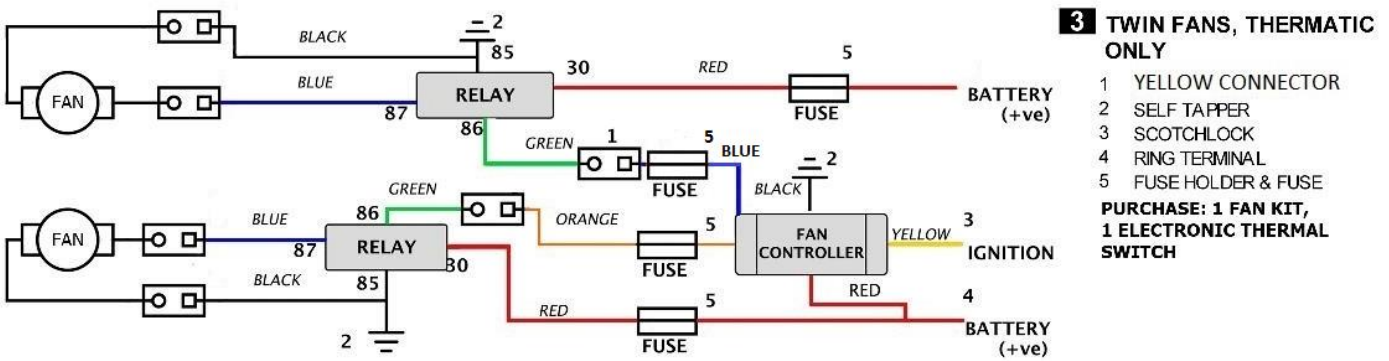 BLACK
2
85
30
RED
5
BLUE
FAN
RELAY
87
86
FUSE
BATTERY
(+ve)
GREEN
1
5
BLUE
FUSE
BLACK
2
GREEN
86
ORANGE
5
BLUE
FAN
87
RELAY
30
FUSE
FAN
CONTROLLER
YELLOW
3
IGNITION
BLACK
85
RED
5
RED
4
2
FUSE
BATTERY
(+ve)
3 TWIN FANS, THERMATIC
ONLY
1 YELLOW CONNECTOR
2 SELF TAPPER
3 SCOTCHLOCK
4 RING TERMINAL
5 FUSE HOLDER & FUSE
PURCHASE: 1 FAN KIT,
1 ELECTRONIC THERMAL
SWITCH